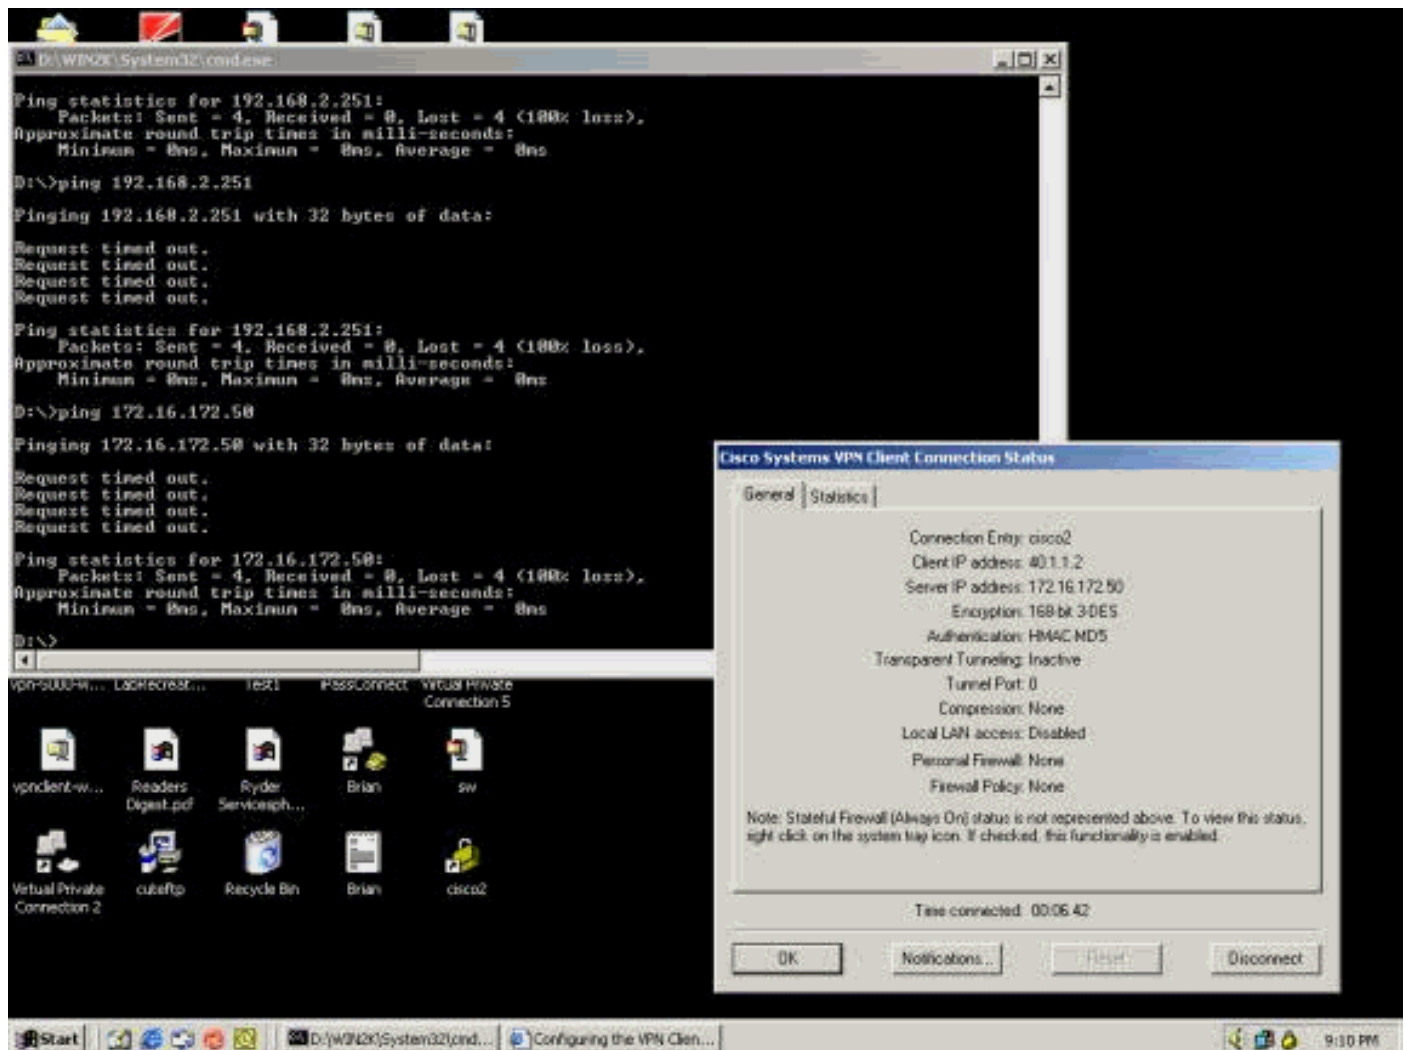 D:\WIN2K\System32\cmd.exe
Ping statistics for 192.168.2.251:
Packets: Sent = 4, Received = 0, Lost = 4 (100% loss),
Approximate round trip times in milli-seconds:
Minimum = 0ms, Maximum = 0ms, Average = 0ms
D:\>ping 192.168.2.251
Pinging 192.168.2.251 with 32 bytes of data:
Request timed out.
Request timed out.
Request timed out.
Request timed out.
Ping statistics for 192.168.2.251:
Packets: Sent = 4, Received = 0, Lost = 4 (100% loss),
Approximate round trip times in milli-seconds:
Minimum = 0ms, Maximum = 0ms, Average = 0ms
D:\>ping 172.16.172.50
Pinging 172.16.172.50 with 32 bytes of data:
Request timed out.
Request timed out.
Request timed out.
Request timed out.
Ping statistics for 172.16.172.50:
Packets: Sent = 4, Received = 0, Lost = 4 (100% loss),
Approximate round trip times in milli-seconds:
Minimum = 0ms, Maximum = 0ms, Average = 0ms
D:\>
Cisco Systems VPN Client Connection Status
General Statistics
Connection Entry: cisco2
Client IP address: 40.1.1.2
Server IP address: 172.16.172.50
Encryption: 168-bit 3-DES
Authentication: HMAC-MD5
Transparent Tunneling: Inactive
Tunnel Port: 0
Compression: None
Local LAN access: Disabled
Personal Firewall: None
Firewall Policy: None
Note: Stateful Firewall (Always On) status is not represented above. To view this status,
right click on the system tray icon. If checked, this functionality is enabled.
Time connected: 00:06:42
OK Notifications... Reset Disconnect
vpn-5000-w... LabRecreat... Test1 iPassConnect Virtual Private
Connection 5
vpnclient-w... Readers Ryder Brian sw
Digest.pcf Servicesph...
Virtual Private cuteftp Recycle Bin Brian cisco2
Connection 2
Start D:\WIN2K\System32\cmd... Configuring the VPN Clien... 9:10 PM